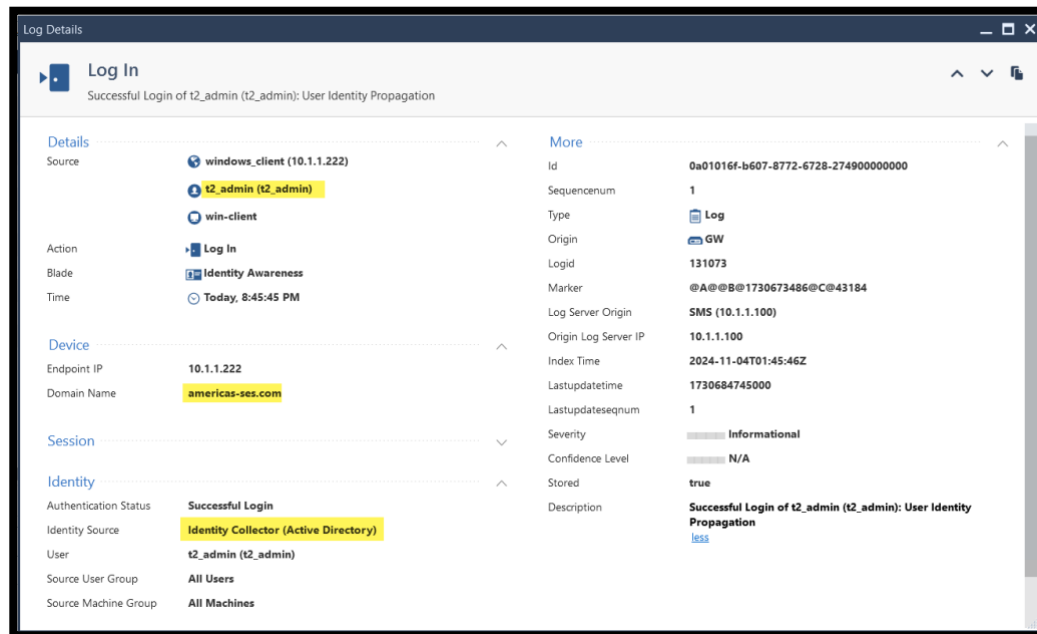 Log Details
Log In
Successful Login of t2_admin (t2_admin): User Identity Propagation
Details
Source windows_client (10.1.1.222)
t2_admin (t2_admin)
win-client
Action Log In
Blade Identity Awareness
Time Today, 8:45:45 PM
Device
Endpoint IP 10.1.1.222
Domain Name americas-ses.com
Session
Identity
Authentication Status Successful Login
Identity Source Identity Collector (Active Directory)
User t2_admin (t2_admin)
Source User Group All Users
Source Machine Group All Machines
More
Id 0a01016f-b607-8772-6728-274900000000
Sequencenum 1
Type Log
Origin GW
Logid 131073
Marker @A@@B@1730673486@C@43184
Log Server Origin SMS (10.1.1.100)
Origin Log Server IP 10.1.1.100
Index Time 2024-11-04T01:45:46Z
Lastupdatetime 1730684745000
Lastupdateseqnum 1
Severity Informational
Confidence Level N/A
Stored true
Description Successful Login of t2_admin (t2_admin): User Identity
Propagation
less